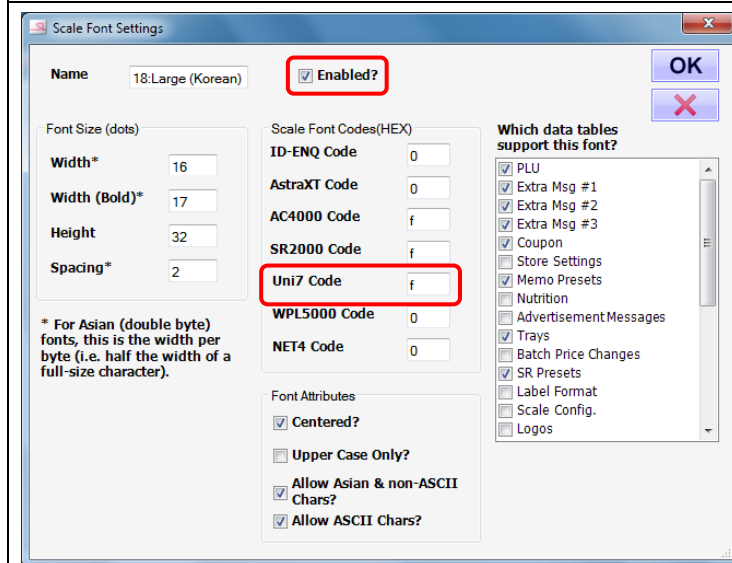 Scale Font Settings
Name
18:Large (Korean)
Enabled?
OK
Font Size (dots)
Width*
16
Width (Bold)*
17
Height
32
Spacing*
2
* For Asian (double byte)
fonts, this is the width per
byte (i.e. half the width of a
full-size character).
Scale Font Codes(HEX)
ID-ENQ Code
0
AstraXT Code
0
AC4000 Code
f
SR2000 Code
f
Uni7 Code
f
WPL5000 Code
0
NET4 Code
0
Font Attributes
Centered?
Upper Case Only?
Allow Asian & non-ASCII
Chars?
Allow ASCII Chars?
Which data tables
support this font?
PLU
Extra Msg #1
Extra Msg #2
Extra Msg #3
Coupon
Store Settings
Memo Presets
Nutrition
Advertisement Messages
Trays
Batch Price Changes
SR Presets
Label Format
Scale Config.
Logos